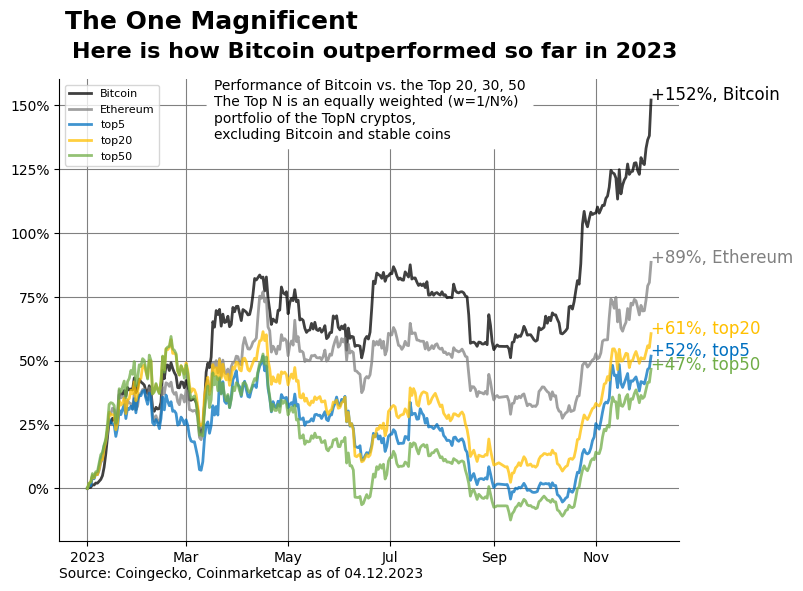 The One Magnificent
Here is how Bitcoin outperformed so far in 2023
Performance of Bitcoin vs. the Top 20, 30, 50
The Top N is an equally weighted (w=1/N%)
portfolio of the TopN cryptos,
excluding Bitcoin and stable coins
Bitcoin
Ethereum
top5
top20
top50
150%
125%
100%
75%
50%
25%
0%
+152%, Bitcoin
+89%, Ethereum
+61%, top20
+52%, top5
+47%, top50
2023 Mar May Jul Sep Nov
Source: Coingecko, Coinmarketcap as of 04.12.2023